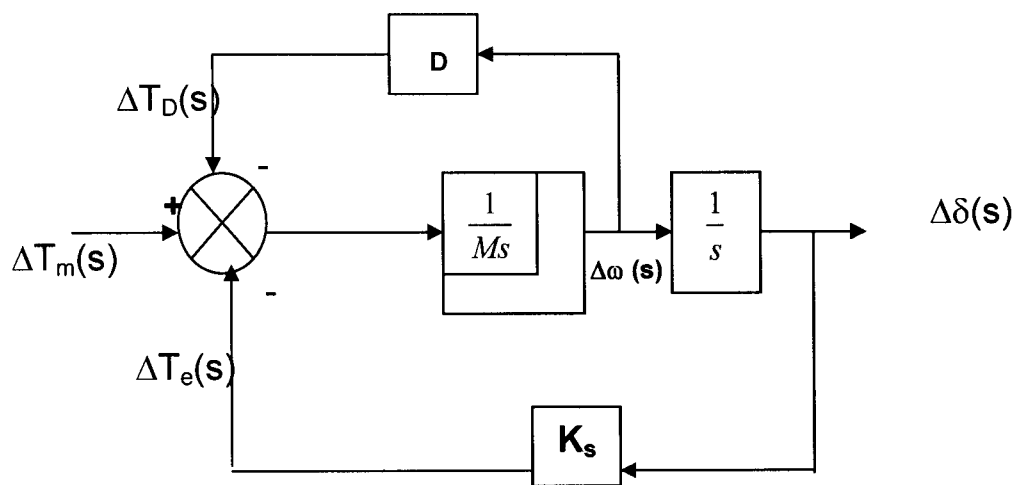 D
ΔT_D(s)
-
+
1
Ms
1
s
Δδ(s)
ΔT_m(s)
Δω (s)
-
ΔT_e(s)
K_s